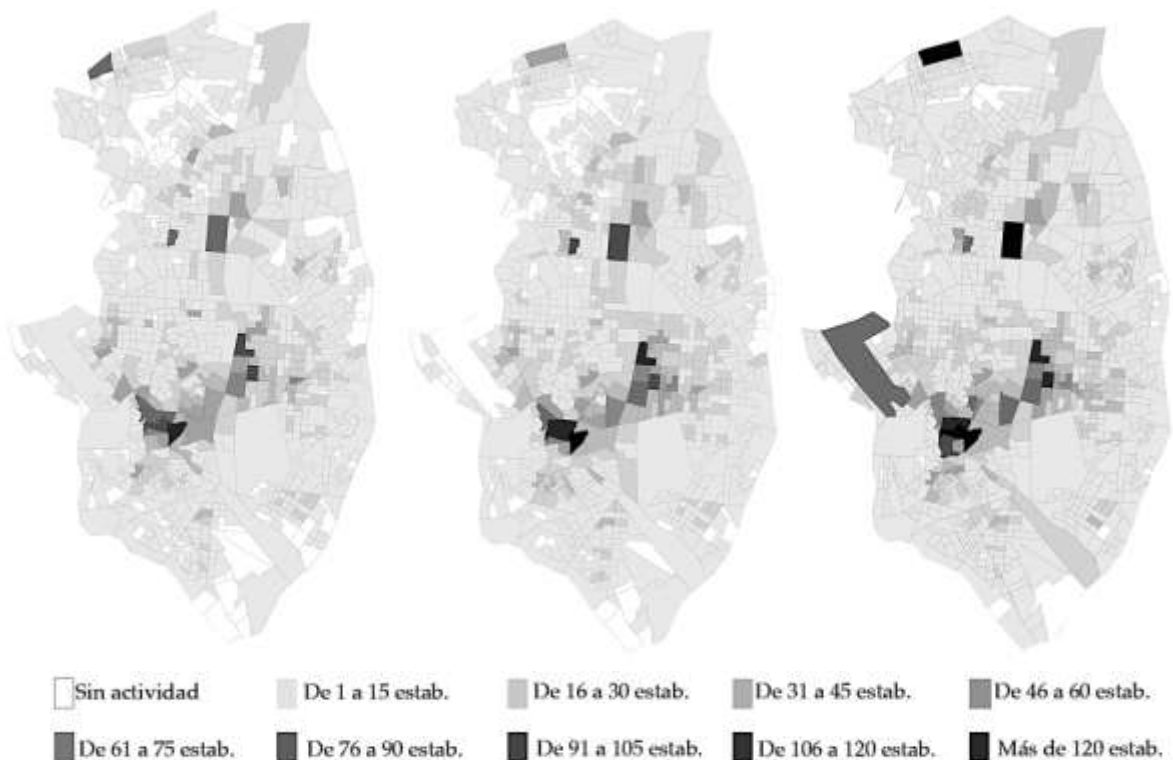 Sin actividad De 1 a 15 estab. De 16 a 30 estab. De 31 a 45 estab. De 46 a 60 estab.
De 61 a 75 estab. De 76 a 90 estab. De 91 a 105 estab. De 106 a 120 estab. Más de 120 estab.